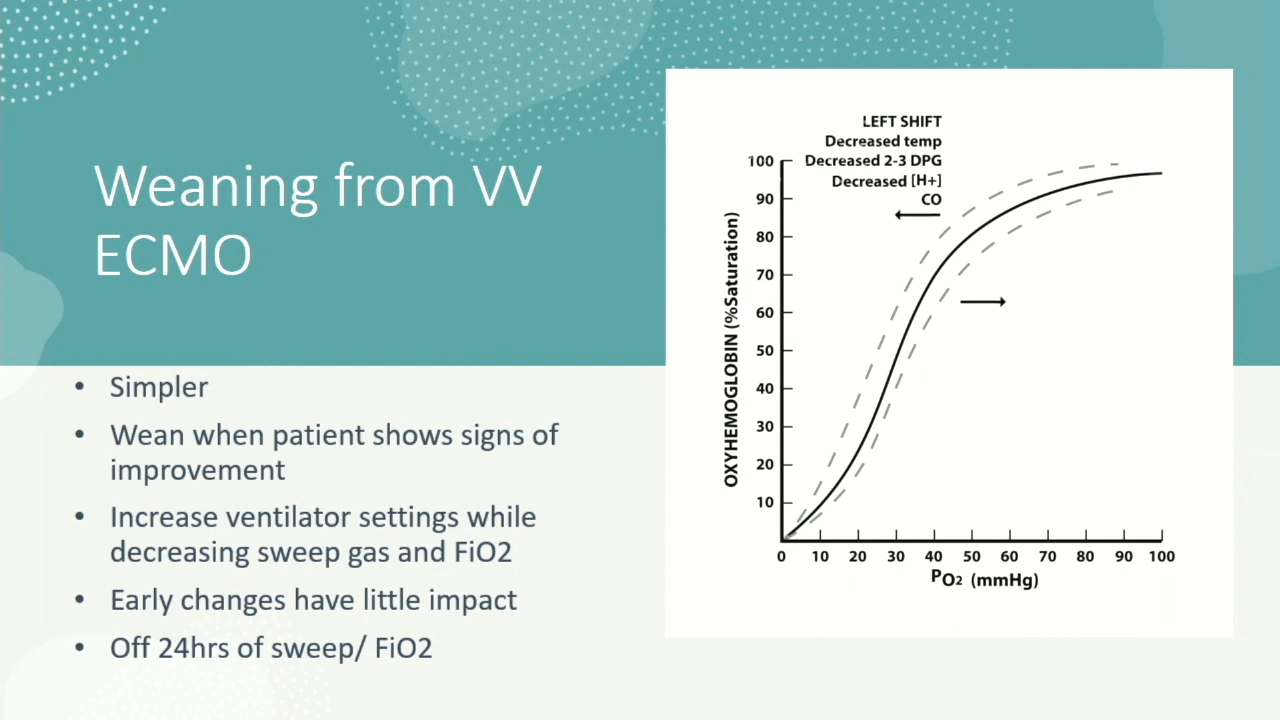 Weaning from VV
ECMO
• Simpler
• Wean when patient shows signs of
improvement
• Increase ventilator settings while
decreasing sweep gas and FiO2
• Early changes have little impact
• Off 24hrs of sweep/ FiO2
LEFT SHIFT
Decreased temp
Decreased 2-3 DPG
Decreased [H+]
CO
OXYHEMOGLOBIN (%Saturation)
100
90
80
70
60
50
40
30
20
10
0 10 20 30 40 50 60 70 80 90 100
PO2 (mmHg)